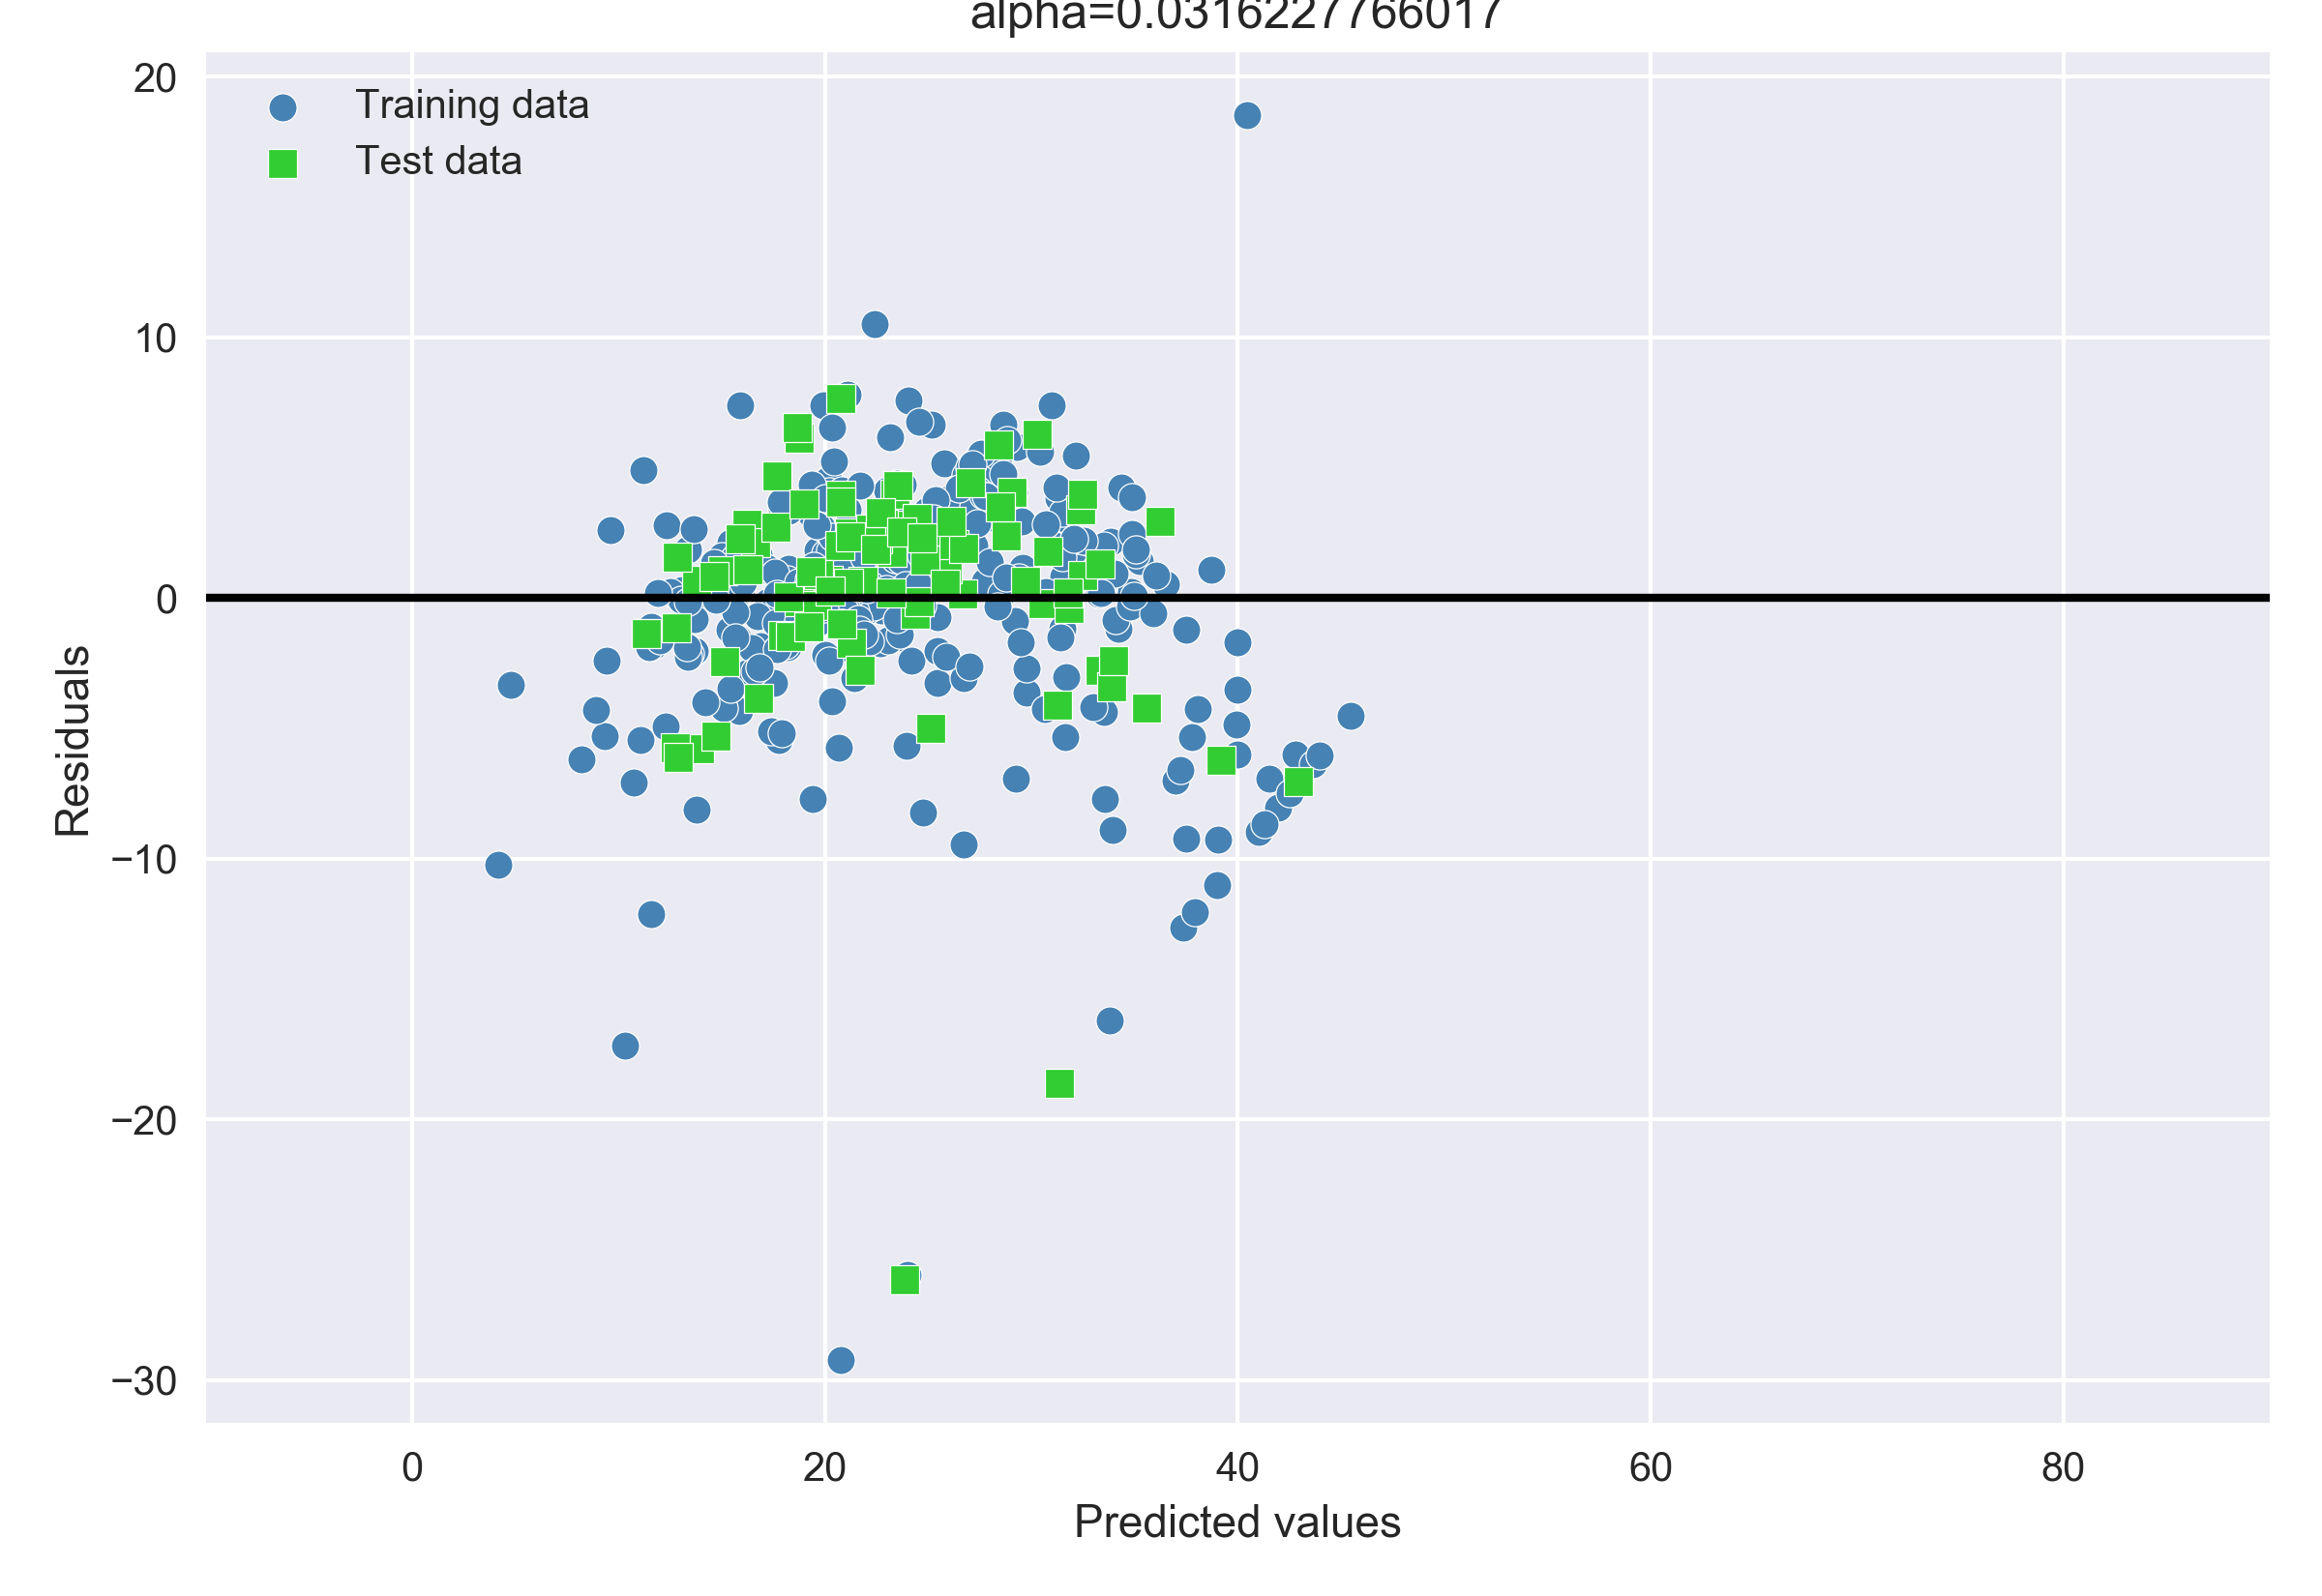 alpha=0.0316227766017
20
Training data
Test data
10
0
Residuals
−10
−20
−30
0 20 40 60 80
Predicted values